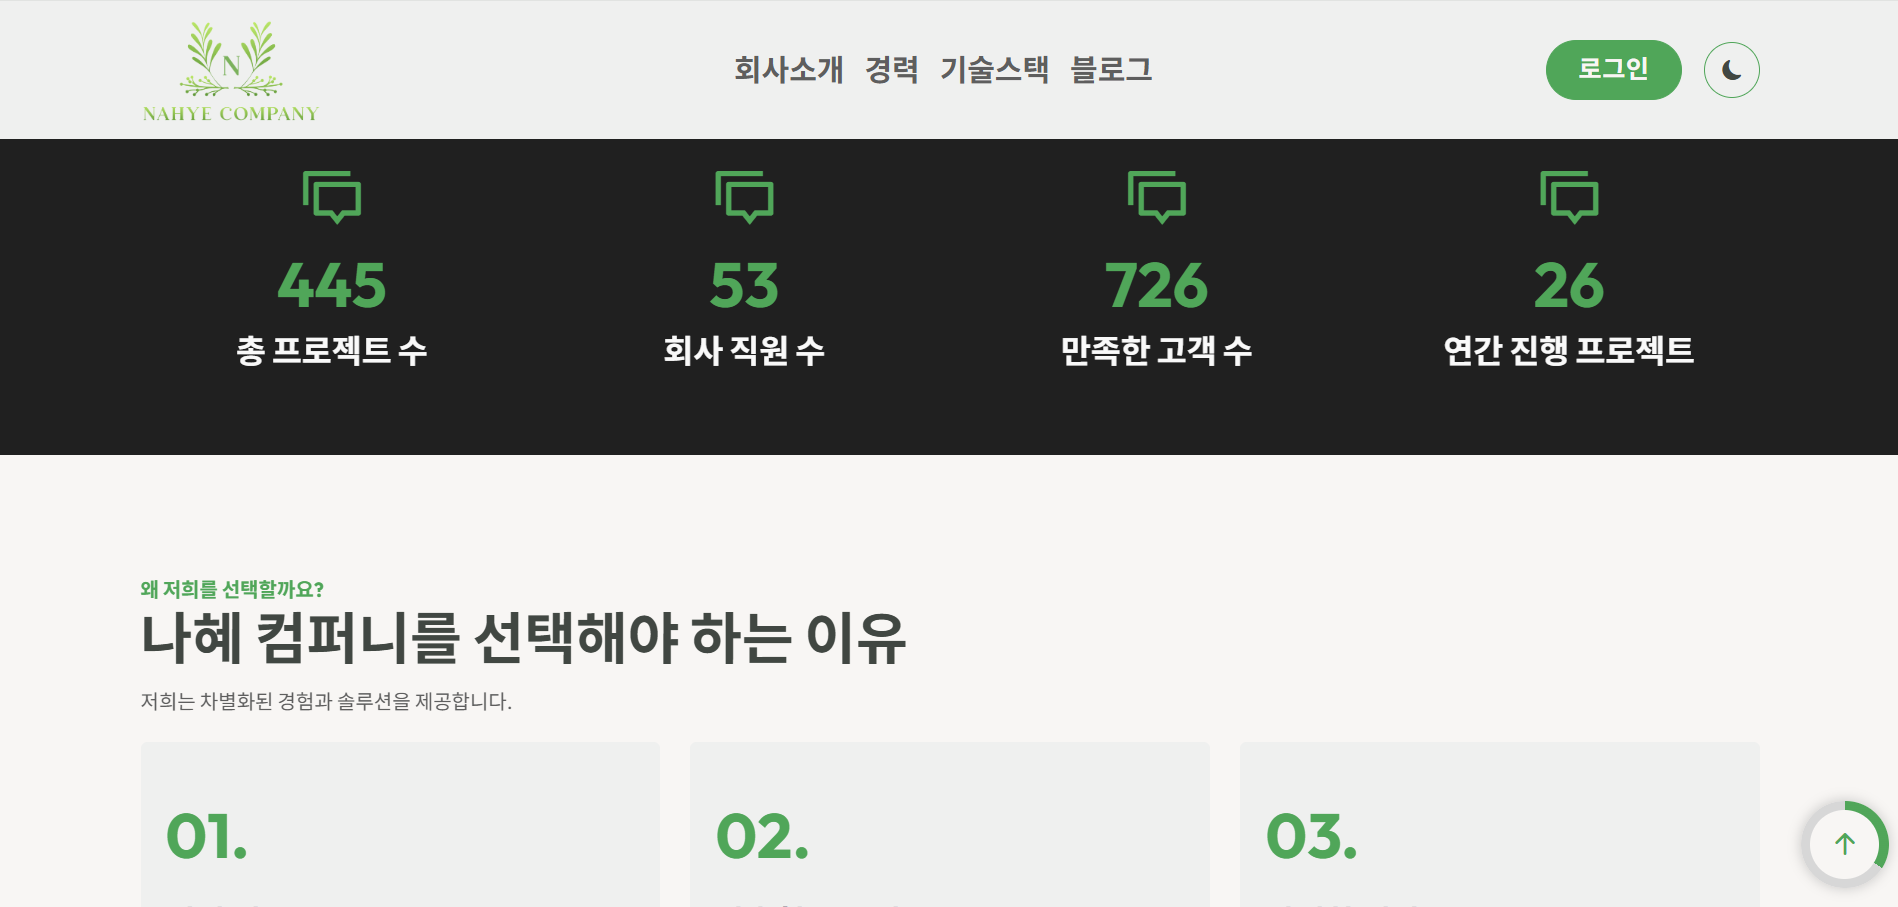 N
NAHYE COMPANY
회사소개 경력 기술스택 블로그
로그인
445
총 프로젝트 수
53
회사 직원 수
726
만족한 고객 수
26
연간 진행 프로젝트
왜 저희를 선택할까요?
나혜 컴퍼니를 선택해야 하는 이유
저희는 차별화된 경험과 솔루션을 제공합니다.
01.
02.
03.